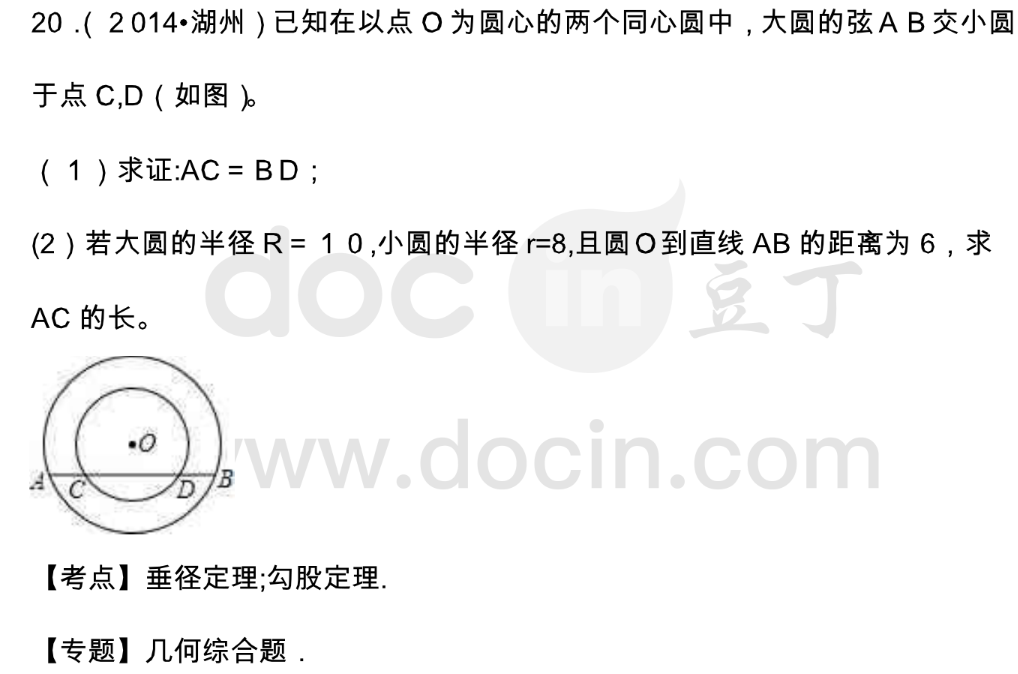 20 .( 2 014•湖州 ) 已知在以点 O 为圆心的两个同心圆中 , 大圆的弦 A B 交小圆
于点 C,D ( 如图 )。
( 1 ) 求证:AC = B D ;
(2 ) 若大圆的半径 R = 1 0 ,小圆的半径 r=8,且圆 O 到直线 AB 的距离为 6 , 求
AC 的长。
doc in 豆丁
www.docin.com
O
A C D B
【考点】垂径定理;勾股定理.
【专题】几何综合题 .